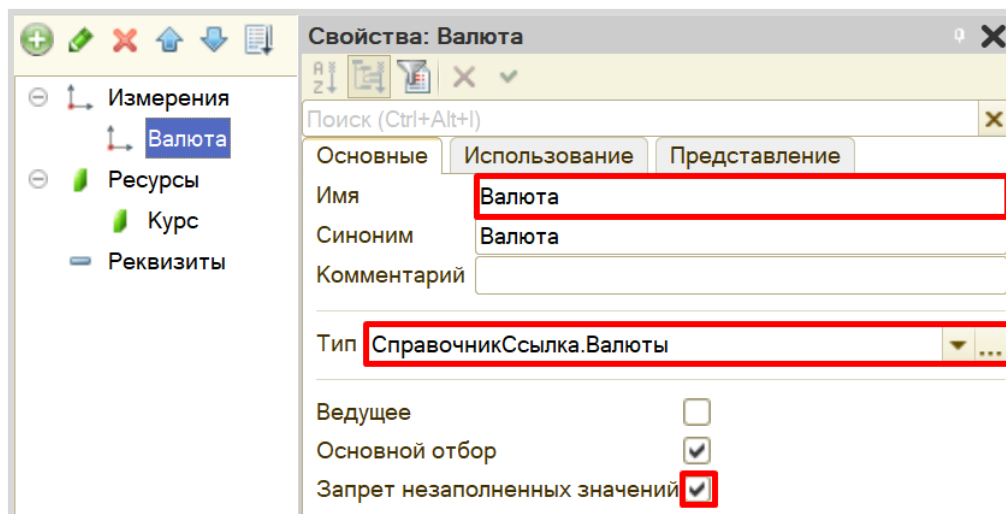 Свойства: Валюта
Поиск (Ctrl+Alt+I)
Измерения
Валюта
Ресурсы
Курс
Реквизиты
Основные
Использование
Представление
Имя
Валюта
Синоним
Валюта
Комментарий
Тип
СправочникСсылка.Валюты
...
Ведущее
Основной отбор
Запрет незаполненных значений